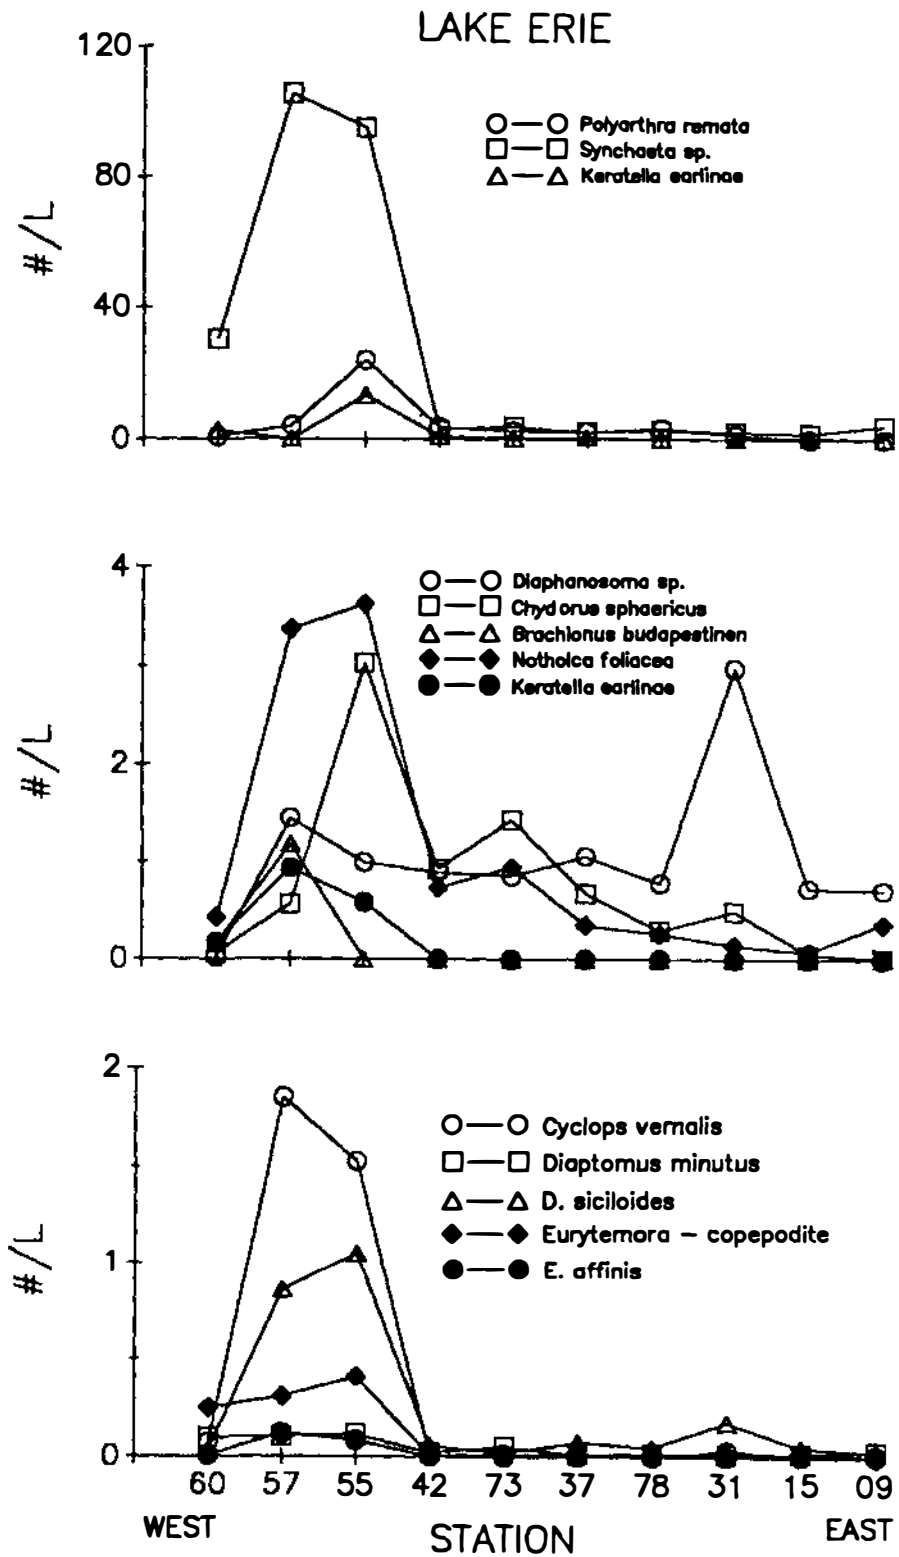 LAKE ERIE
120
80
40
0
#/L
Polyarthra remata
Synchaeta sp.
Keratella earlinae
4
2
0
#/L
Diaphanosoma sp.
Chydorus sphaericus
Brachionus budapestinen
Notholca foliacea
Keratella earlinae
2
1
0
#/L
Cyclops vernalis
Diaptomus minutus
D. siciloides
Eurytemora - copepodite
E. affinis
60 57 55 42 73 37 78 31 15 09
WEST STATION EAST